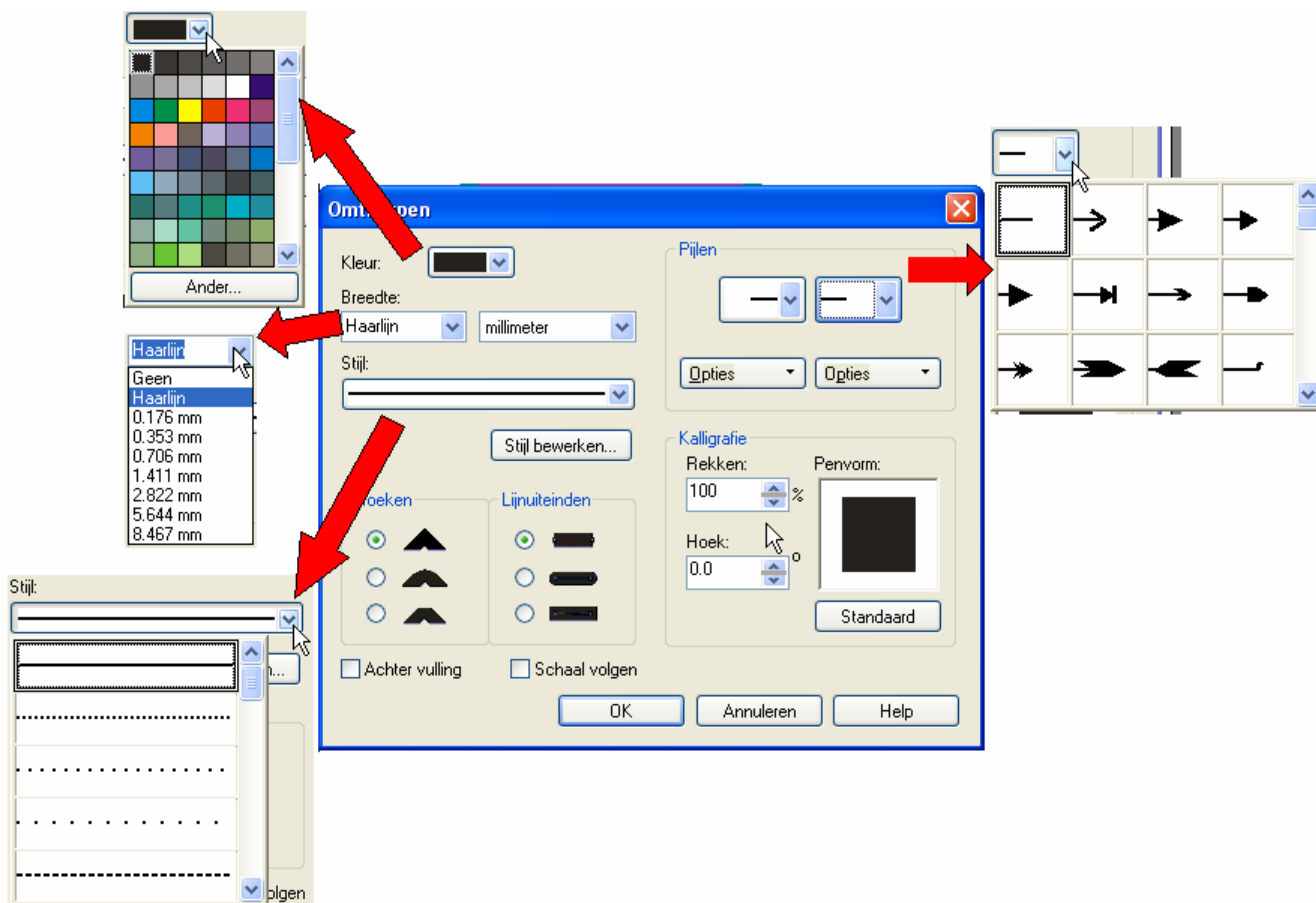 Ander...
Haarlijn
Geen
Haarlijn
0.176 mm
0.353 mm
0.706 mm
1.411 mm
2.822 mm
5.644 mm
8.467 mm
Stijl:
n...
olgen
Kleur:
Breedte:
Haarlijn
millimeter
Stijl:
Stijl bewerken...
Lijnuiteinden
Achter vulling
Schaal volgen
Pijlen
Opties
Opties
Kalligrafie
Rekken:
Penvorm:
100
%
Hoek:
0.0
o
Standaard
OK
Annuleren
Help